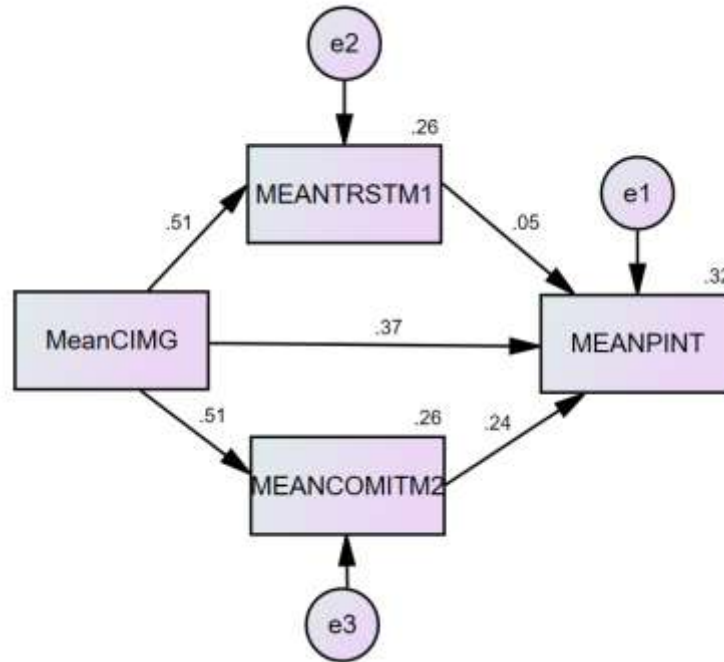 e2
.26
MEANTRSTM1
e1
.51
.05
.32
MeanCIMG
.37
MEANPINT
.51
.26
.24
MEANCOMITM2
e3